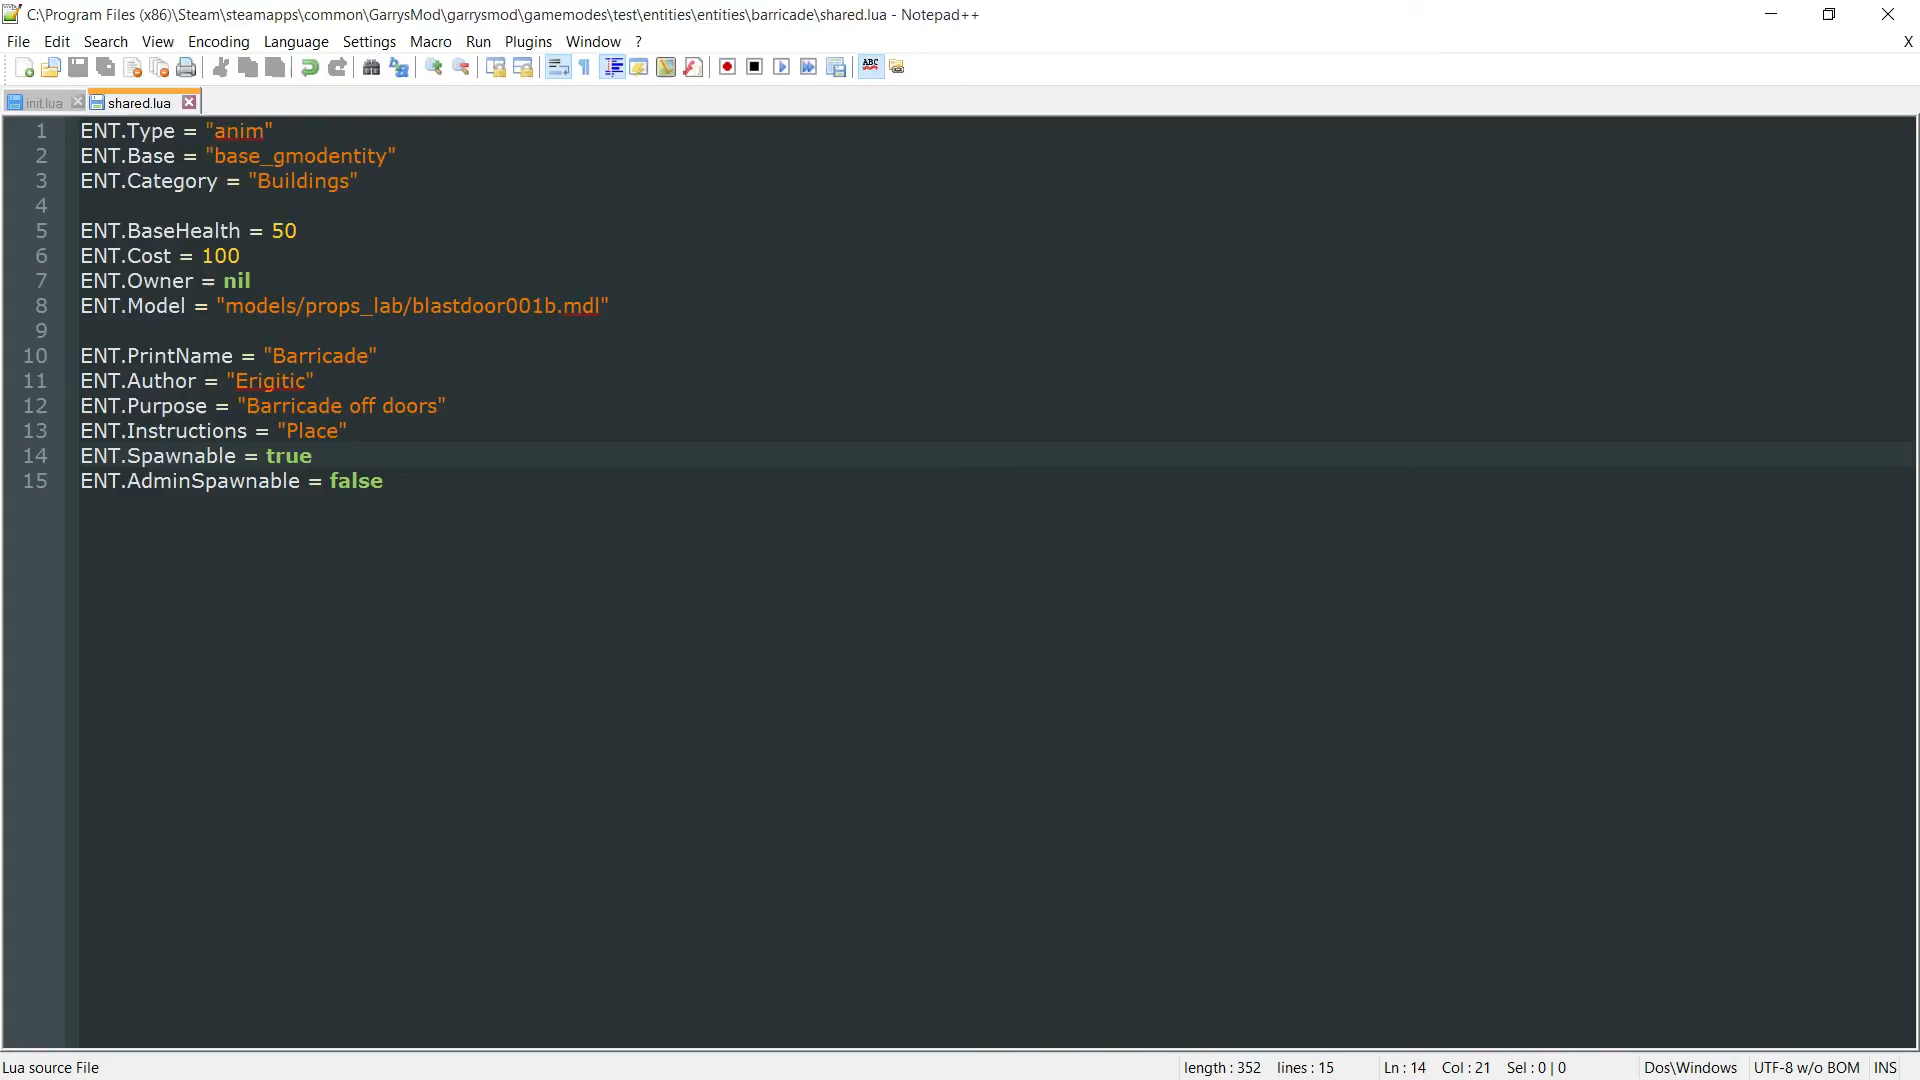 C:\Program Files (x86)\Steam\steamapps\common\GarrysMod\garrysmod\gamemodes\test\entities\entities\barricade\shared.lua - Notepad++
File Edit Search View Encoding Language Settings Macro Run Plugins Window ? X
ABC
init.lua shared.lua
1 ENT.Type = "anim"
2 ENT.Base = "base_gmodentity"
3 ENT.Category = "Buildings"
4
5 ENT.BaseHealth = 50
6 ENT.Cost = 100
7 ENT.Owner = nil
8 ENT.Model = "models/props_lab/blastdoor001b.mdl"
9
10 ENT.PrintName = "Barricade"
11 ENT.Author = "Erigitic"
12 ENT.Purpose = "Barricade off doors"
13 ENT.Instructions = "Place"
14 ENT.Spawnable = true
15 ENT.AdminSpawnable = false
Lua source File length : 352 lines : 15 Ln : 14 Col : 21 Sel : 0 | 0 Dos\Windows UTF-8 w/o BOM INS